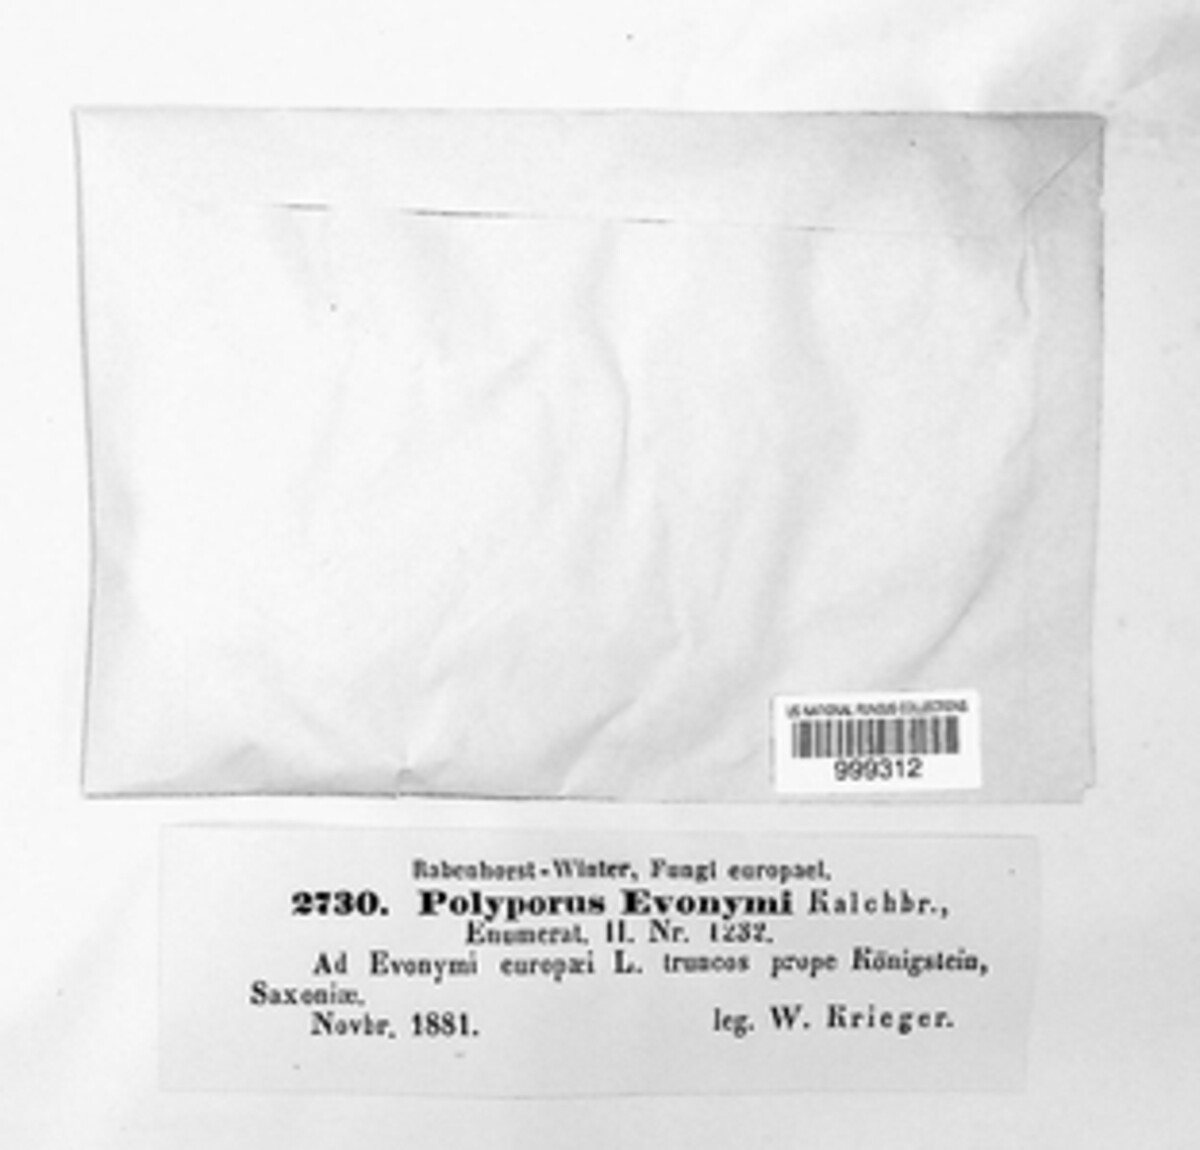 US NATIONAL FUNGUS COLLECTIONS
999312
Rabenhorst-Winter, Fungi europaei.
2730. Polyporus Evonymi Kalchbr.,
Enumerat. II. Nr. 1232.
Ad Evonymi europæi L. truncos prope Königstein,
Saxoniæ.
Novbr. 1881. leg. W. Krieger.